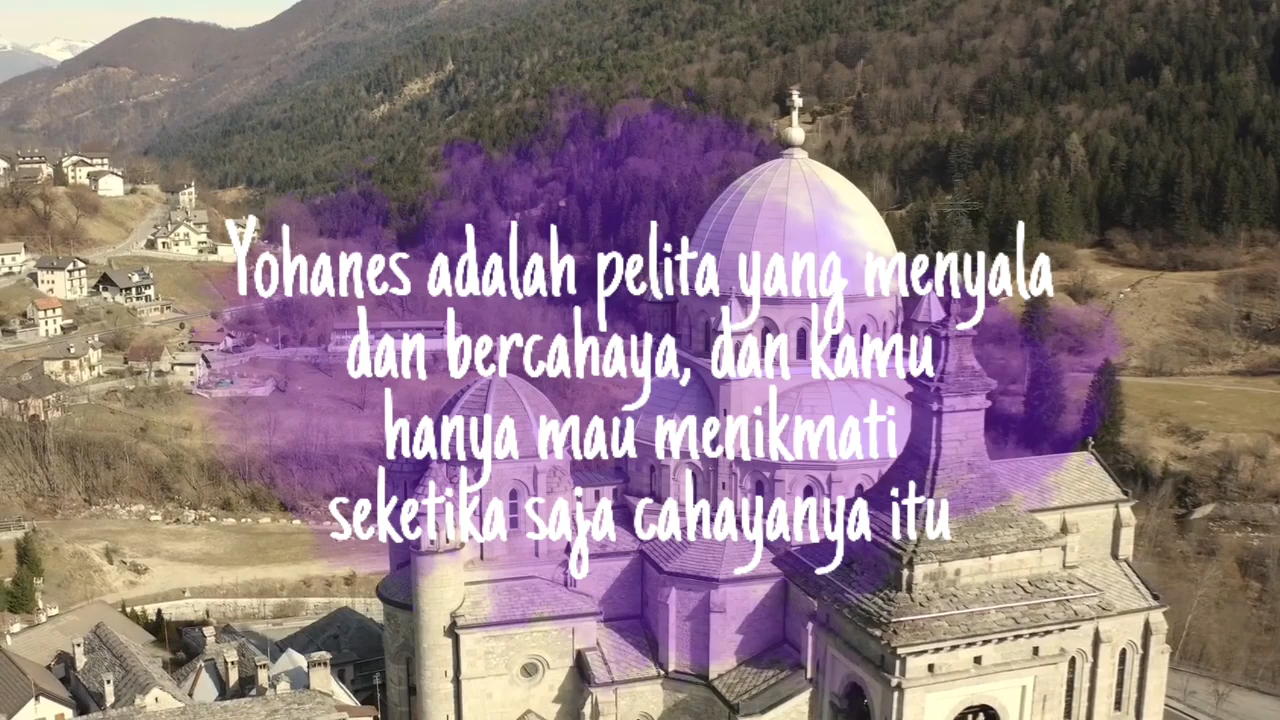 Yohanes adalah pelita yang menyala
dan bercahaya, dan kamu
hanya mau menikmati
seketika saja cahayanya itu